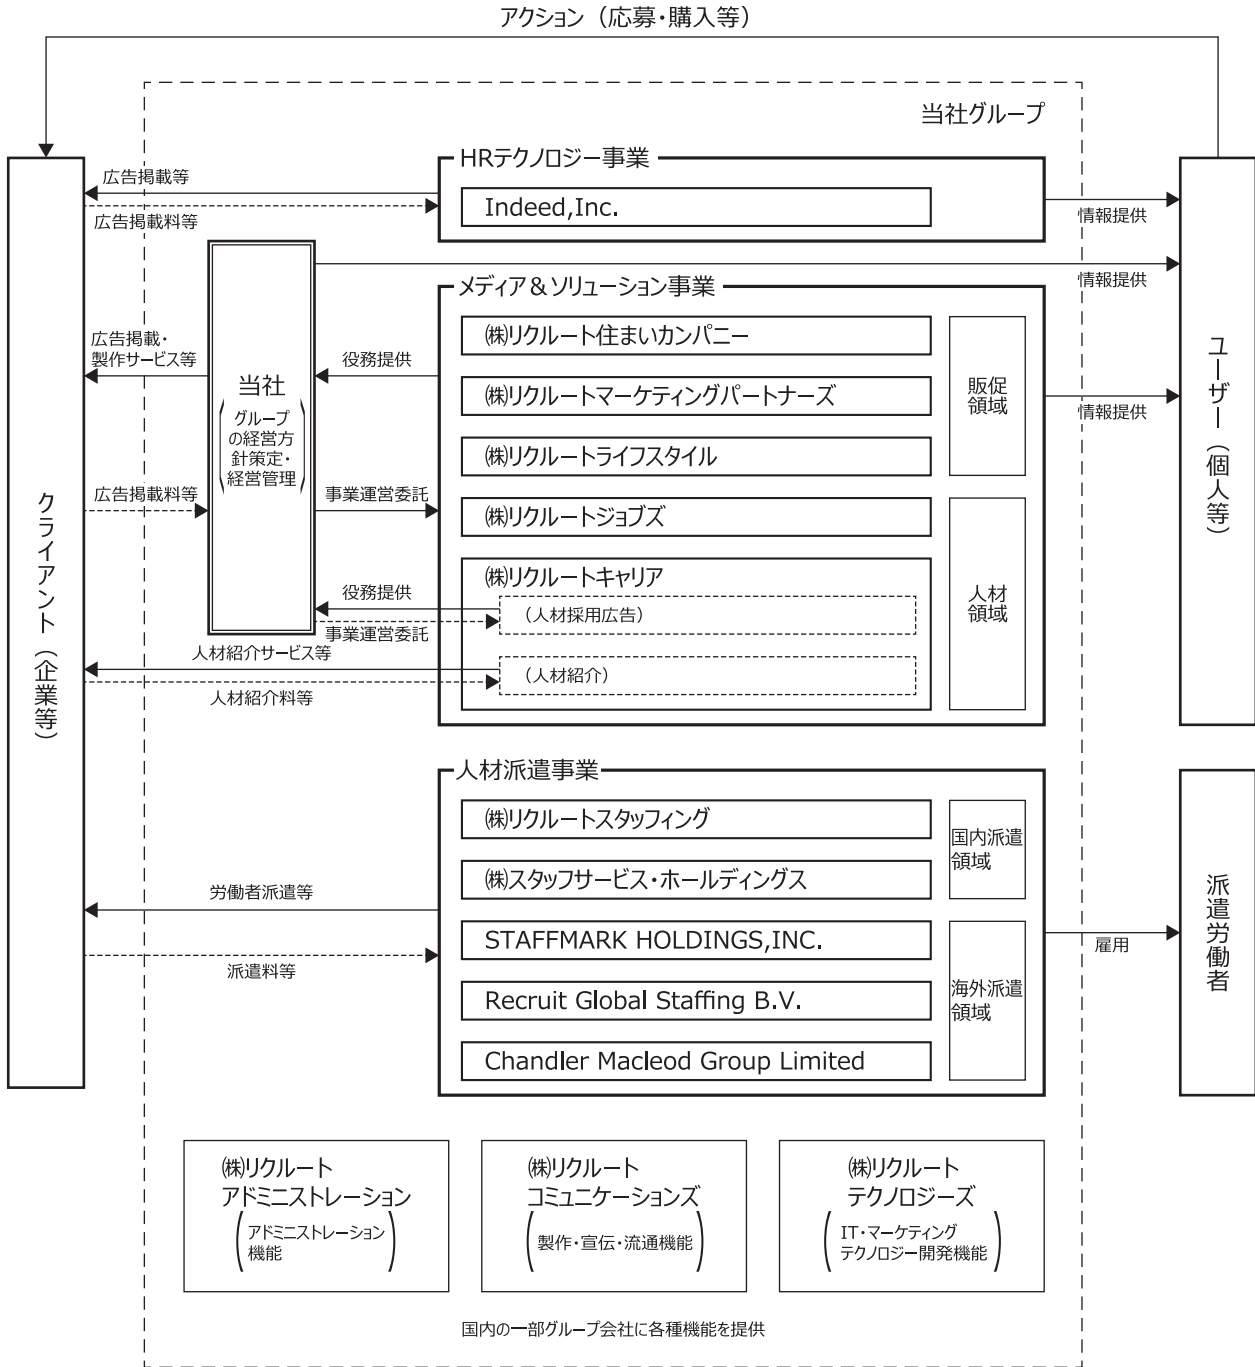 アクション（応募・購入等）
当社グループ
HRテクノロジー事業
広告掲載等
Indeed,Inc.
広告掲載料等
情報提供
情報提供
メディア＆ソリューション事業
㈱リクルート住まいカンパニー
広告掲載・
製作サービス等
役務提供
当社
グループ
の経営方
針策定・
経営管理
㈱リクルートマーケティングパートナーズ
販促
領域
情報提供
㈱リクルートライフスタイル
広告掲載料等
事業運営委託
㈱リクルートジョブズ
㈱リクルートキャリア
役務提供
（人材採用広告）
人材
領域
事業運営委託
人材紹介サービス等
（人材紹介）
人材紹介料等
クライアント（企業等）
ユーザー（個人等）
人材派遣事業
㈱リクルートスタッフィング
国内派遣
領域
㈱スタッフサービス・ホールディングス
労働者派遣等
STAFFMARK HOLDINGS,INC.
雇用
派遣料等
Recruit Global Staffing B.V.
海外派遣
領域
Chandler Macleod Group Limited
派遣労働者
㈱リクルート
アドミニストレーション
アドミニストレーション
機能
㈱リクルート
コミュニケーションズ
（製作・宣伝・流通機能）
㈱リクルート
テクノロジーズ
IT・マーケティング
テクノロジー開発機能
国内の一部グループ会社に各種機能を提供